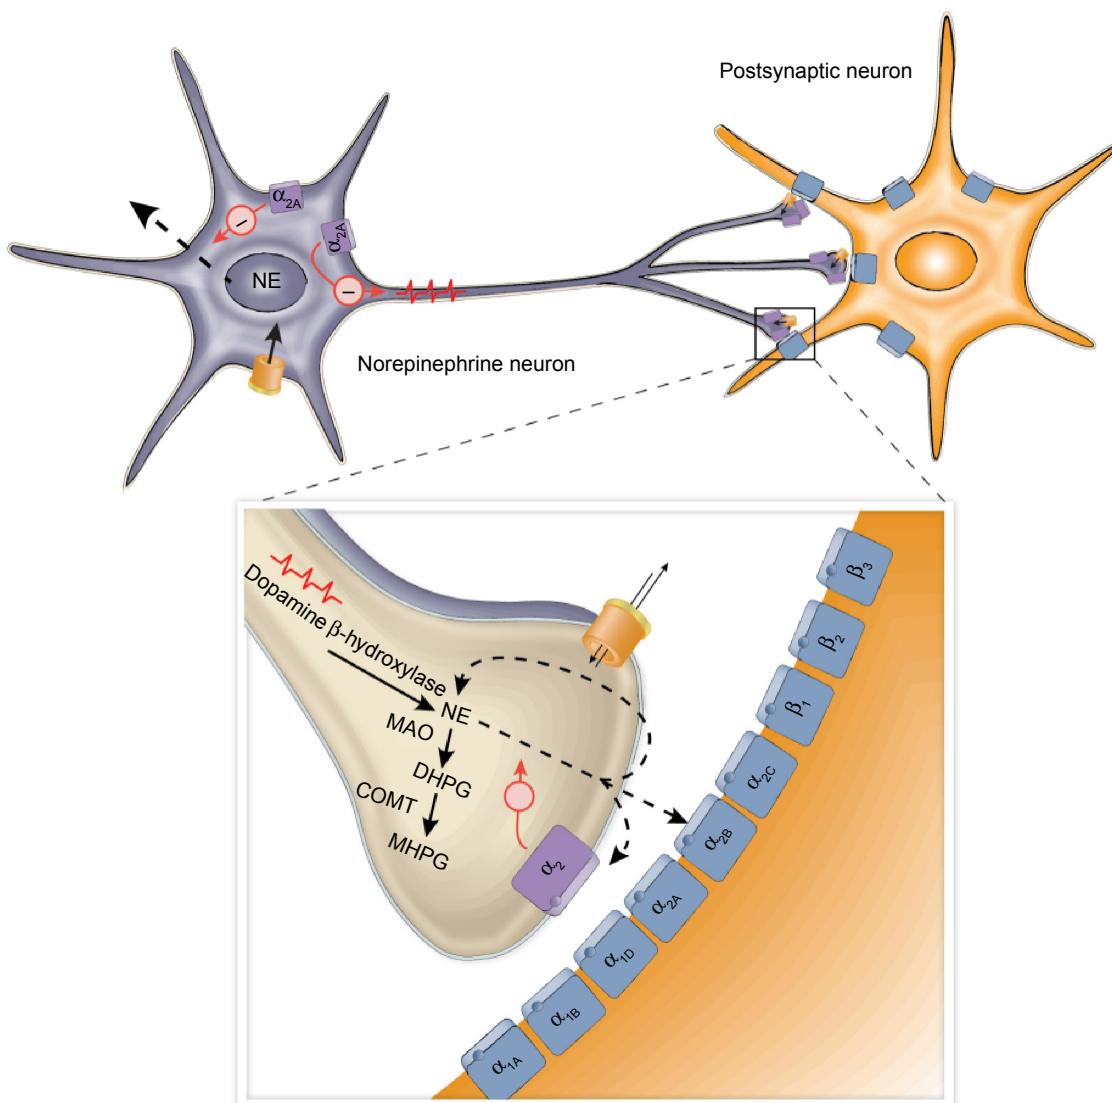 Postsynaptic neuron
α2A
−
α2A
NE
−
Norepinephrine neuron
Dopamine β-hydroxylase
NE
MAO
DHPG
COMT
MHPG
α2
β3
β2
β1
α2C
α2B
α2A
α1D
α1B
α1A